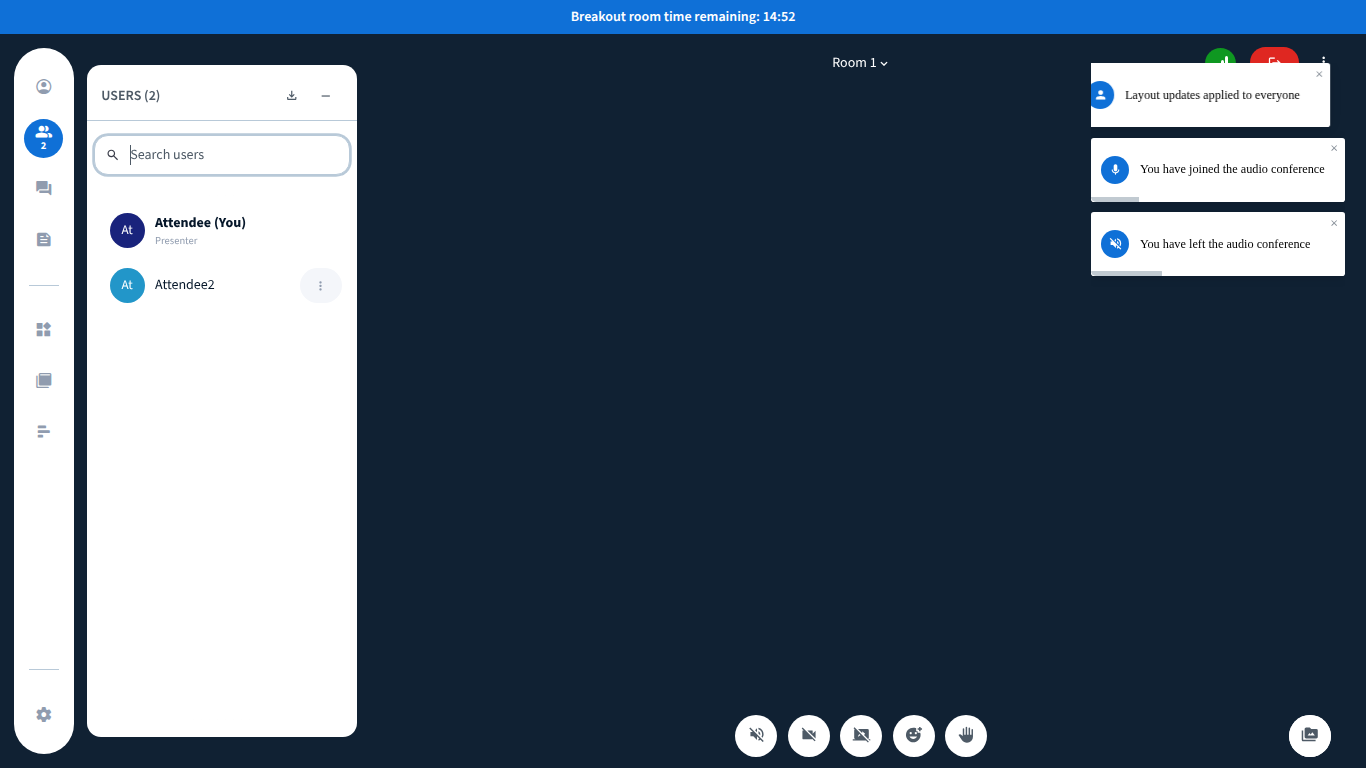 Breakout room time remaining: 14:52
Room 1
USERS (2)
2
Search users
At
Attendee (You)
Presenter
At
Attendee2
Layout updates applied to everyone
You have joined the audio conference
You have left the audio conference